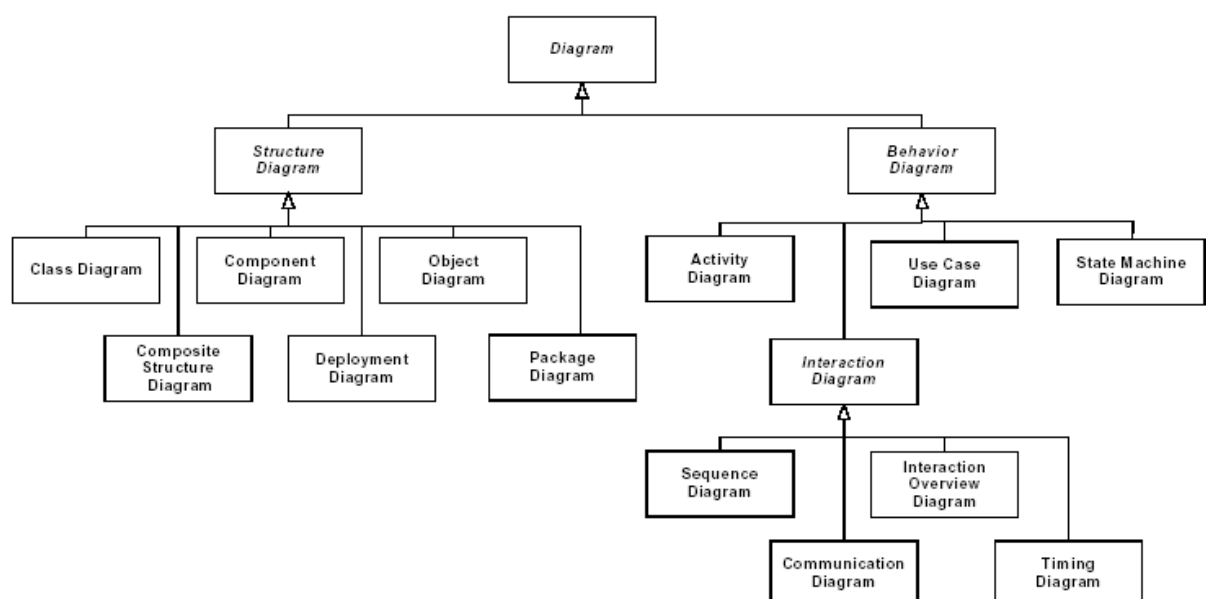 Diagram
Structure
Diagram
Behavior
Diagram
Class Diagram
Component
Diagram
Object
Diagram
Activity
Diagram
Use Case
Diagram
State Machine
Diagram
Composite
Structure
Diagram
Deployment
Diagram
Package
Diagram
Interaction
Diagram
Sequence
Diagram
Interaction
Overview
Diagram
Communication
Diagram
Timing
Diagram